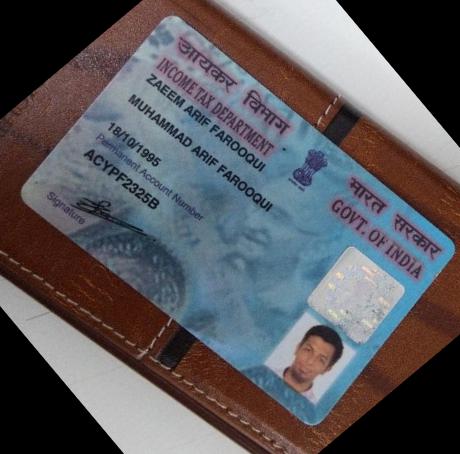 आयकर विभाग
INCOME TAX DEPARTMENT
भारत सरकार
GOVT. OF INDIA
ZAEEM ARIF FAROOQUI
MUHAMMAD ARIF FAROOQUI
18/10/1995
Permanent Account Number
ACYPF2325B
Signature